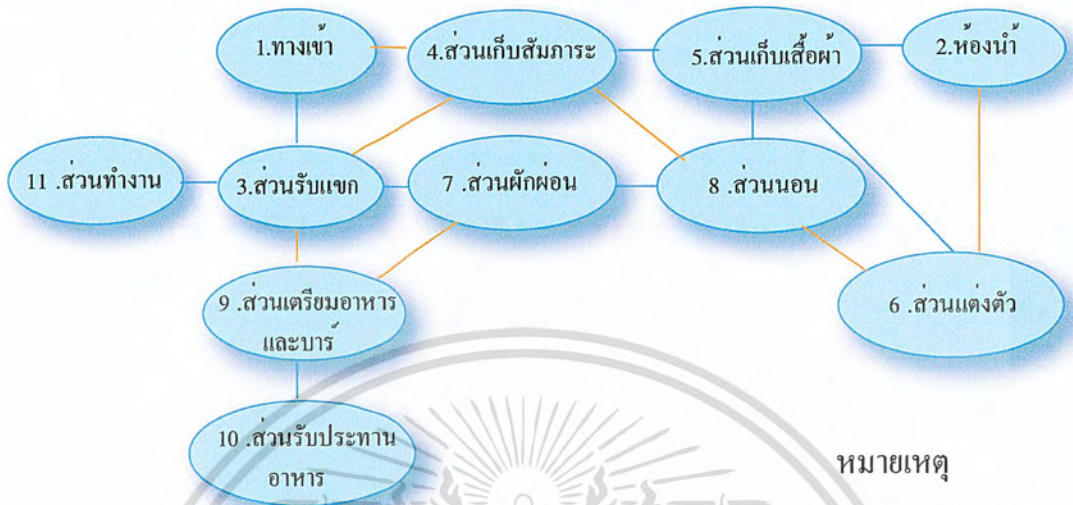 1.ทางเข้า
4.ส่วนเก็บสัมภาระ
5.ส่วนเก็บเสื้อผ้า
2.ห้องน้ำ
11 .ส่วนทำงาน
3.ส่วนรับแขก
7 .ส่วนผักผ่อน
8 .ส่วนนอน
9 .ส่วนเตรียมอาหาร
และบาร์
6 .ส่วนแต่งตัว
10 .ส่วนรับประทาน
อาหาร
หมายเหตุ